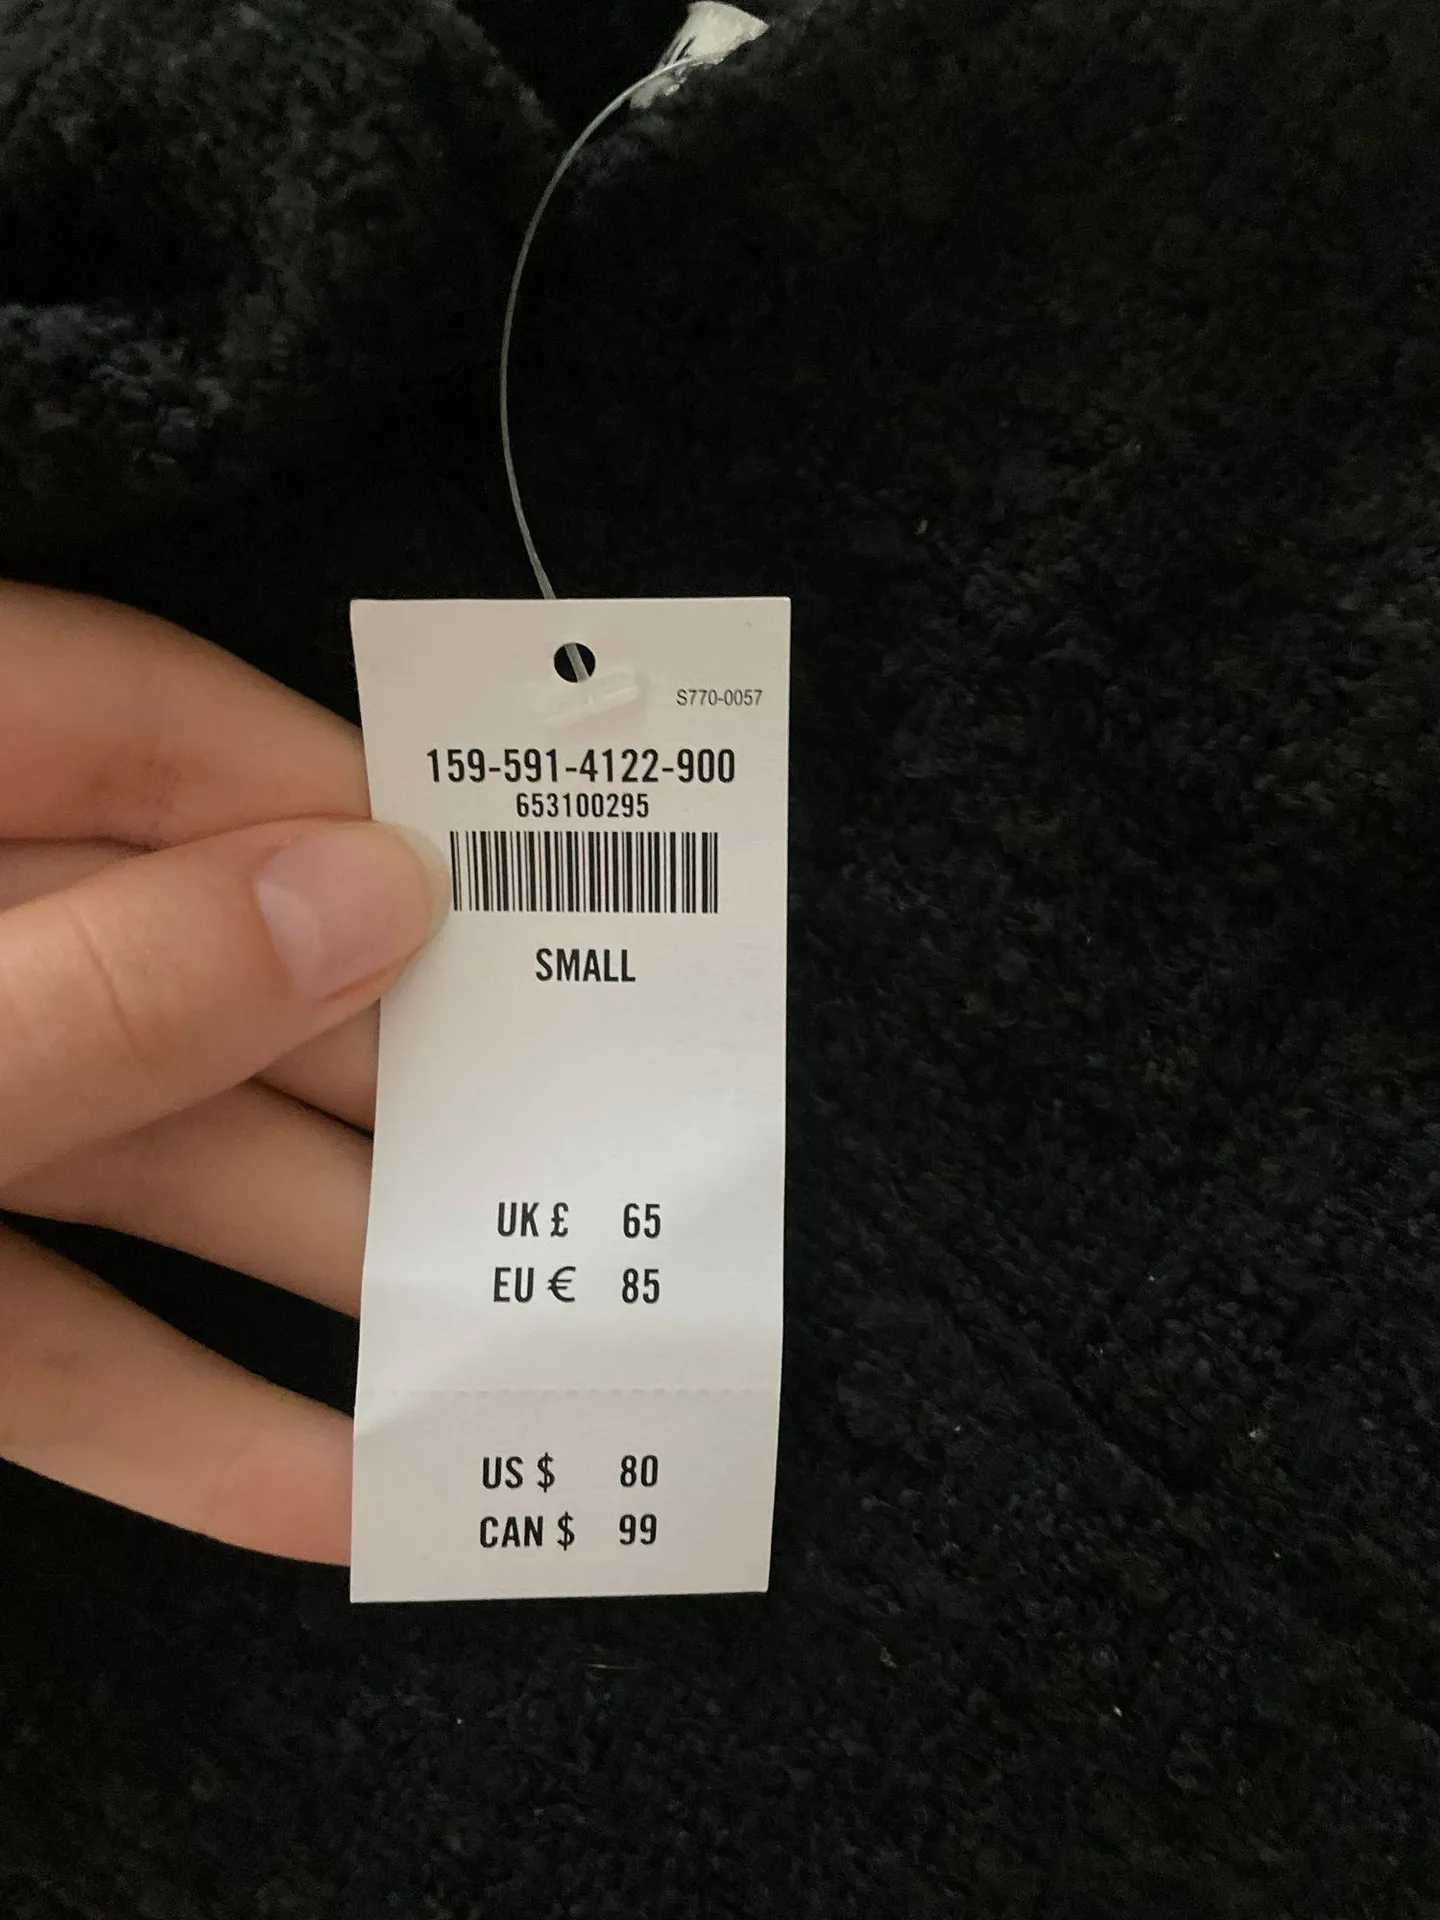 S770-0057
159-591-4122-900
653100295
SMALL
UK £ 65
EU € 85
US $ 80
CAN $ 99